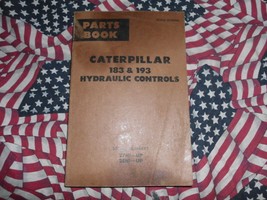 PARTS
BOOK
CATERPILLAR
183 & 193
HYDRAULIC CONTROLS